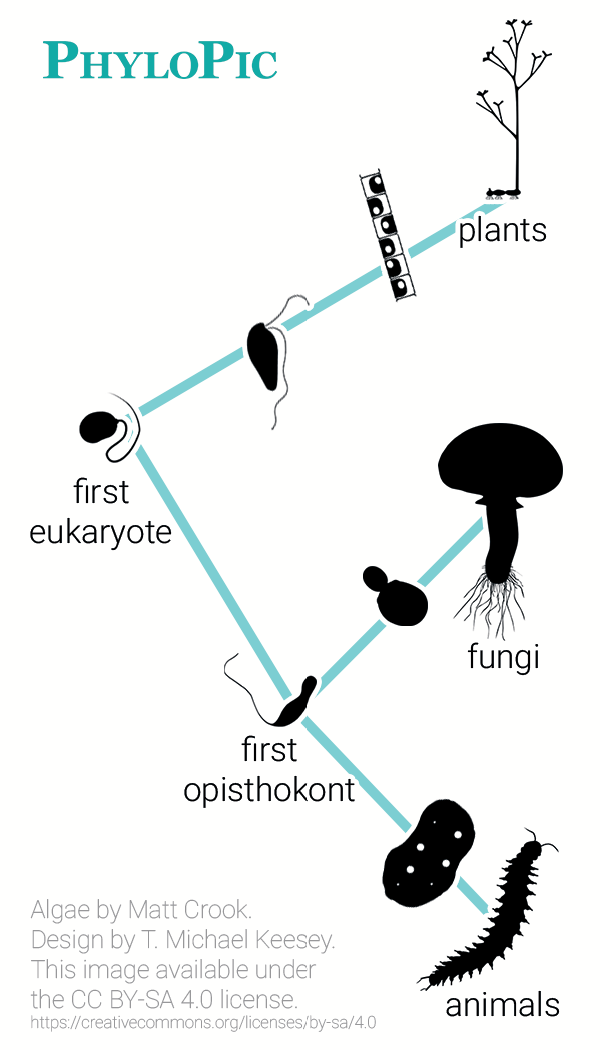 PHYLOPIC
plants
first
eukaryote
fungi
first
opisthokont
animals
Algae by Matt Crook.
Design by T. Michael Keesey.
This image available under
the CC BY-SA 4.0 license.
https://creativecommons.org/licenses/by-sa/4.0